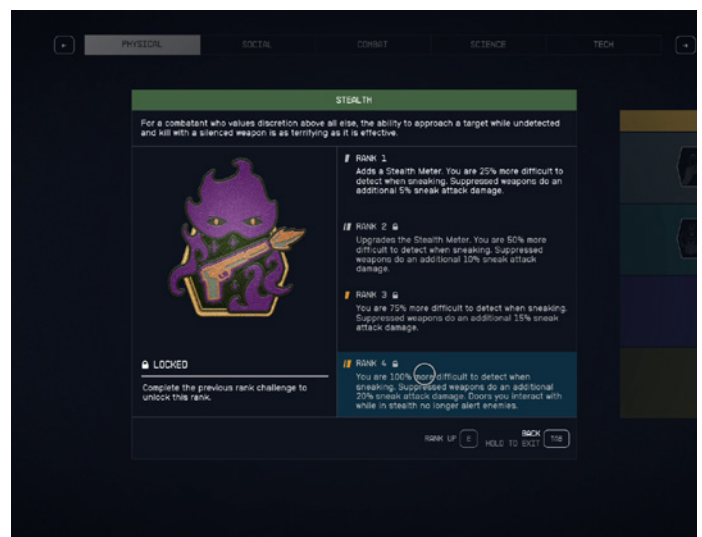 PHYSICAL SOCIAL COMBAT SCIENCE TECH
STEALTH
For a combatant who values discretion above all else, the ability to approach a target while undetected
and kill with a silenced weapon is as terrifying as it is effective.
RANK 1
Adds a Stealth Meter. You are 25% more difficult to
detect when sneaking. Suppressed weapons do an
additional 5% sneak attack damage.
RANK 2
Upgrades the Stealth Meter. You are 50% more
difficult to detect when sneaking. Suppressed
weapons do an additional 10% sneak attack
damage.
RANK 3
You are 75% more difficult to detect when sneaking.
Suppressed weapons do an additional 15% sneak
attack damage.
LOCKED
Complete the previous rank challenge to
unlock this rank.
RANK 4
You are 100% more difficult to detect when
sneaking. Suppressed weapons do an additional
20% sneak attack damage. Doors you interact with
while in stealth no longer alert enemies.
RANK UP E
BACK
HOLD TO EXIT TAB